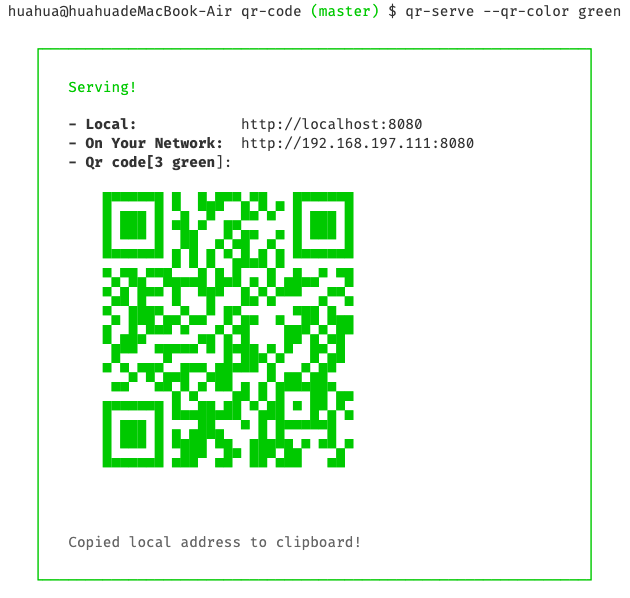 huahua@huahuadeMacBook-Air qr-code (master) $ qr-serve --qr-color green
Serving!
- Local: http://localhost:8080
- On Your Network: http://192.168.197.111:8080
- Qr code[3 green]:
Copied local address to clipboard!